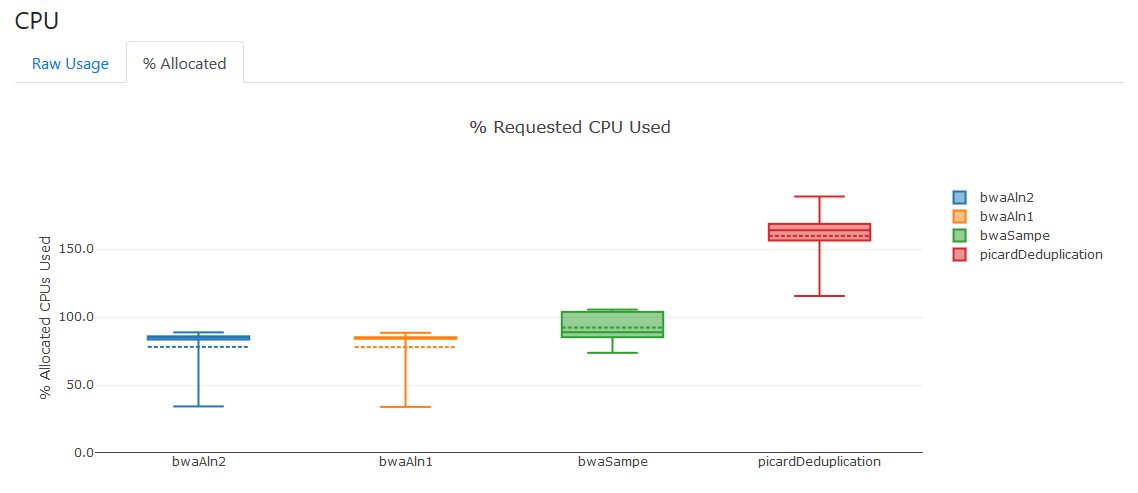 CPU
Raw Usage
% Allocated
% Requested CPU Used
% Allocated CPUs Used
150.0
100.0
50.0
0.0
bwaAln2
bwaAln1
bwaSampe
picardDeduplication
bwaAln2
bwaAln1
bwaSampe
picardDeduplication